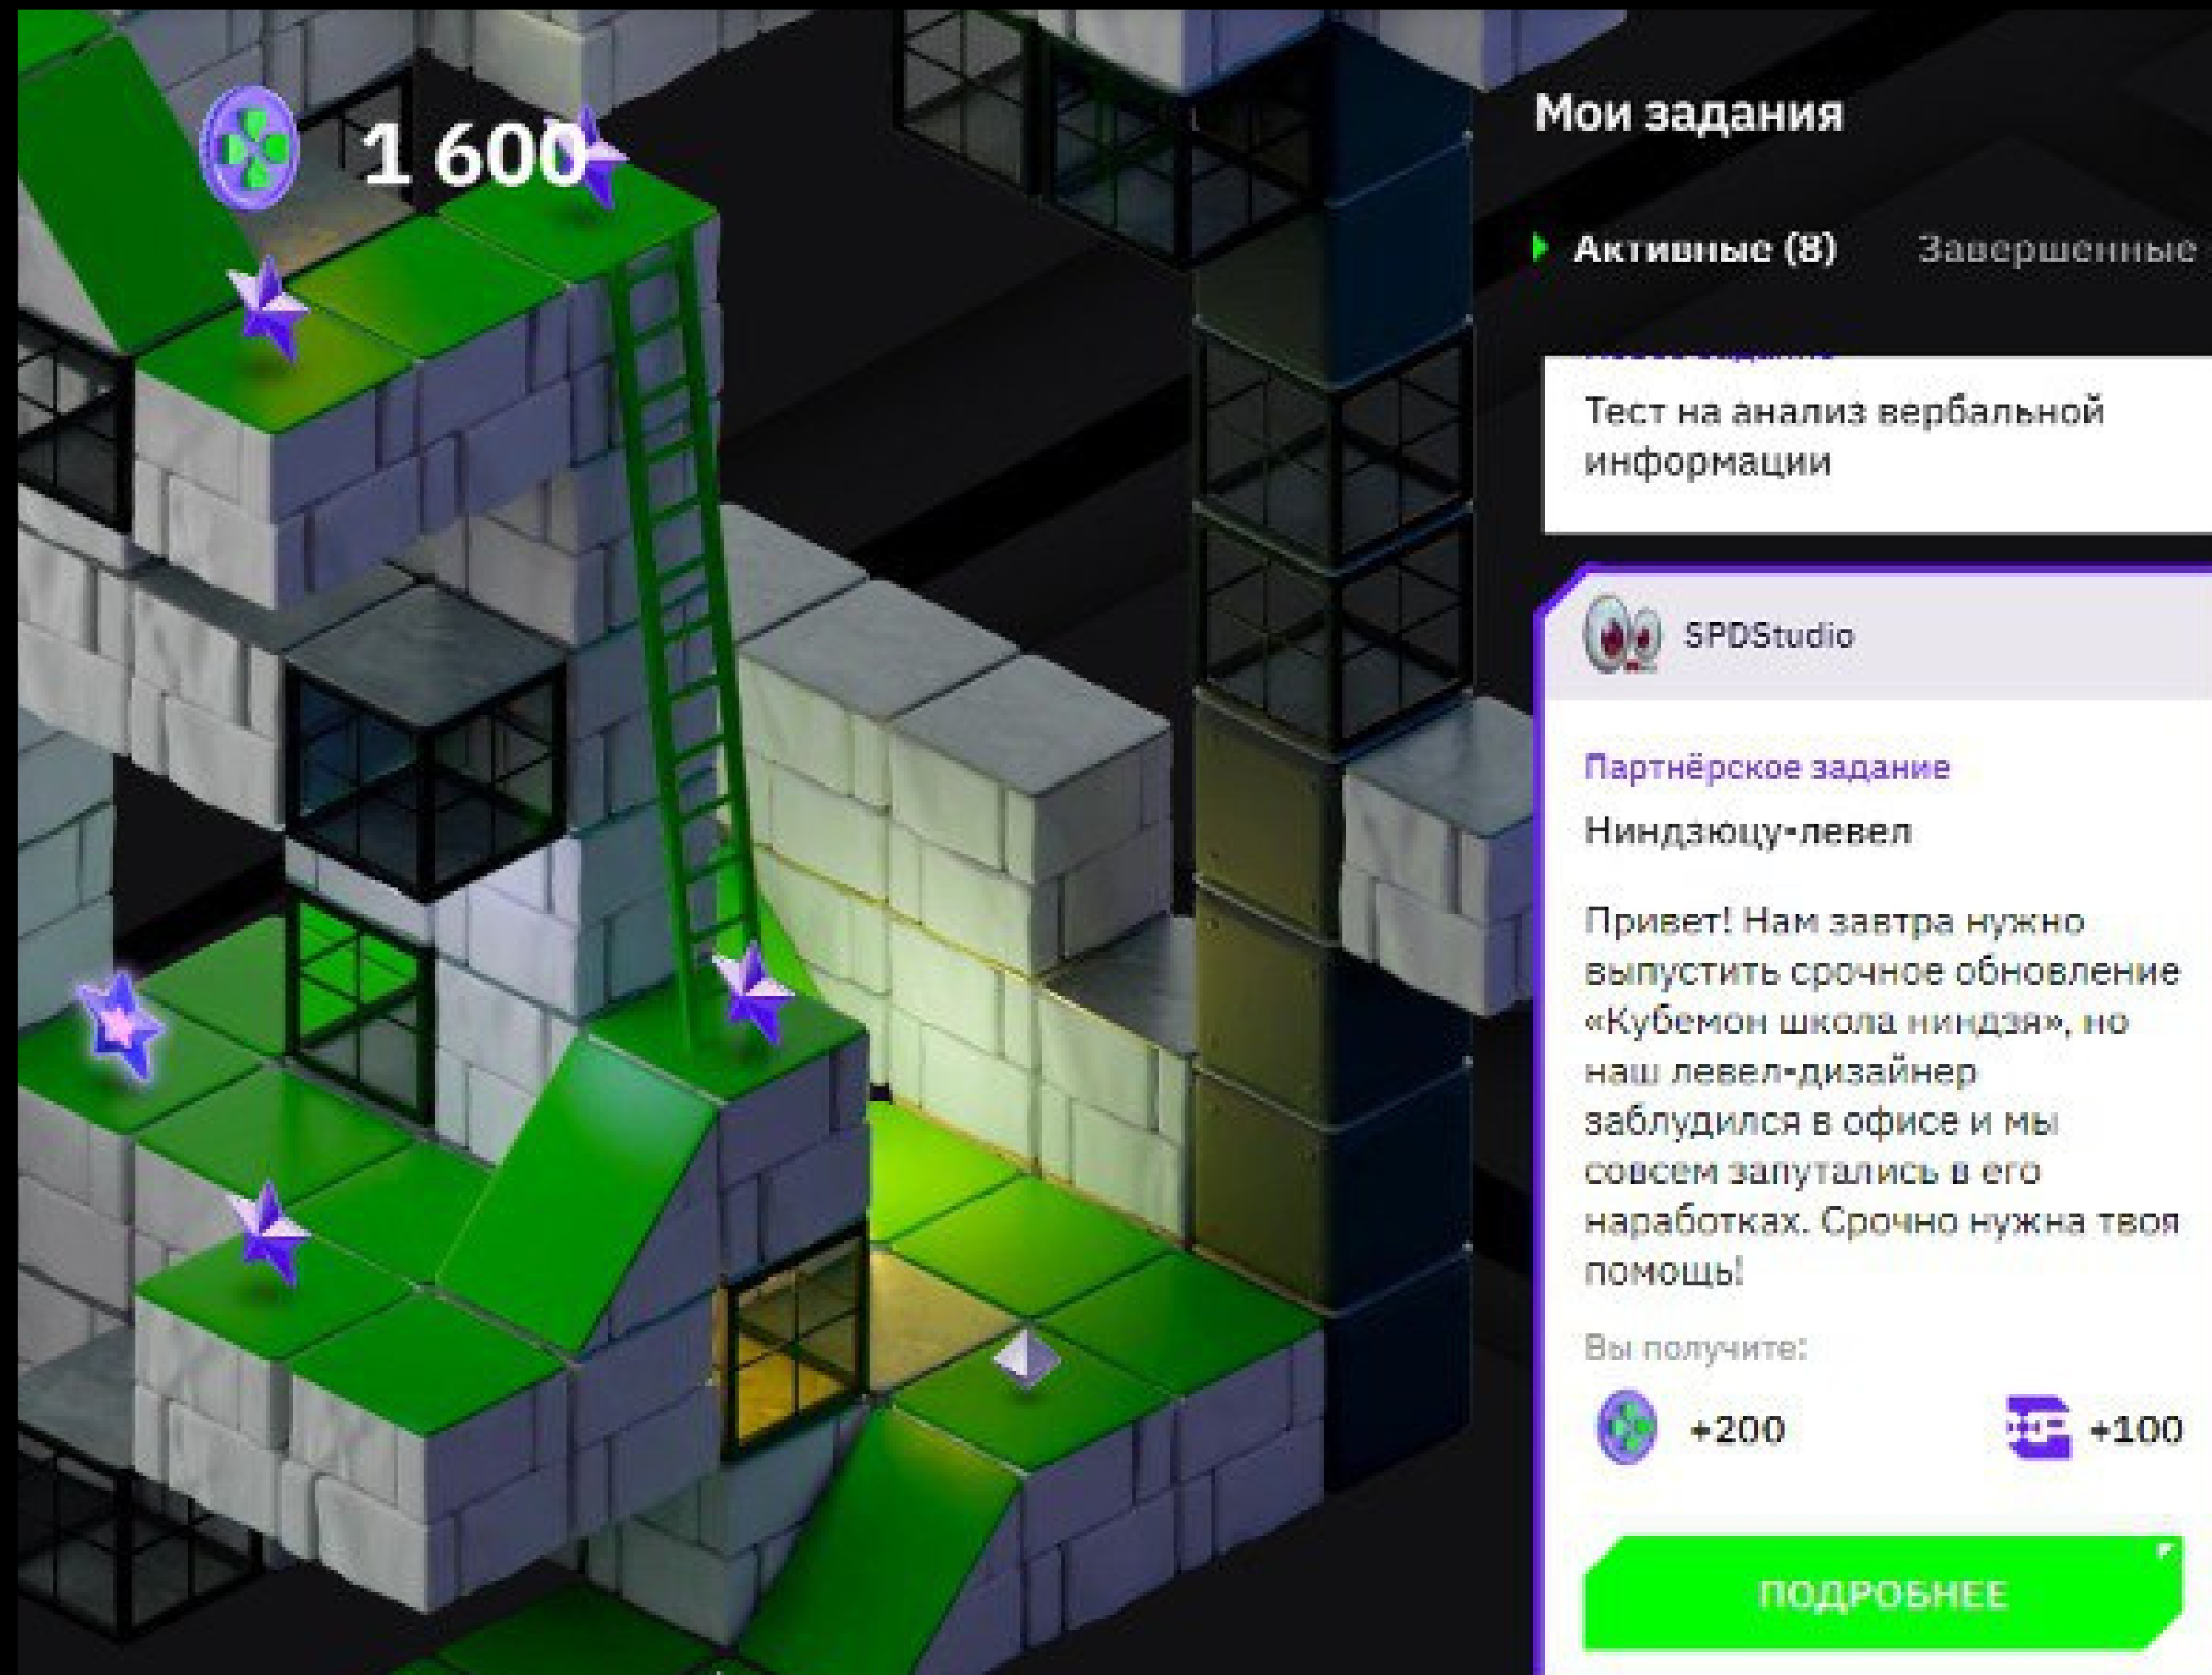 1 600
Мои задания
Активные (8)
Завершенные
Тест на анализ вербальной
информации
SPDStudio
Партнёрское задание
Ниндзюцу-левел
Привет! Нам завтра нужно
выпустить срочное обновление
«Кубемон школа ниндзя», но
наш левел-дизайнер
заблудился в офисе и мы
совсем запутались в его
наработках. Срочно нужна твоя
помощь!
Вы получите:
+200
+100
ПОДРОБНЕЕ